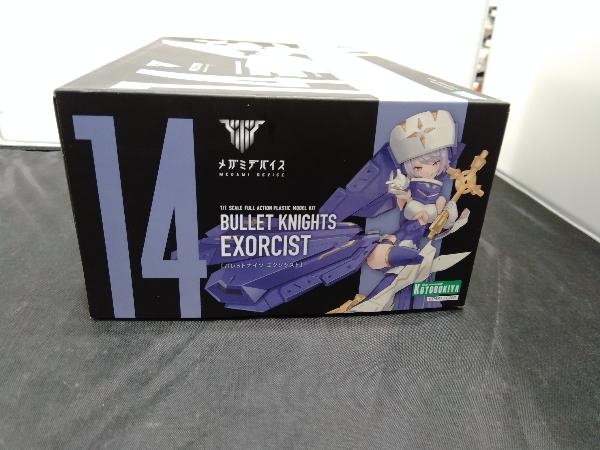 14
メガミデバイス
MEGAMI DEVICE
1/1 SCALE FULL ACTION PLASTIC MODEL KIT
BULLET KNIGHTS
EXORCIST
[バレットナイツ エクソシスト]
KOTOBUKIYA